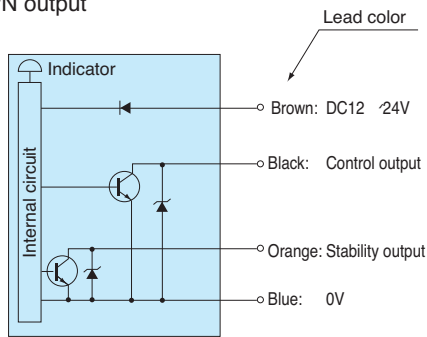 N output
Lead color
Indicator
Internal circuit
Brown: DC12 ~24V
Black: Control output
Orange: Stability output
Blue: 0V